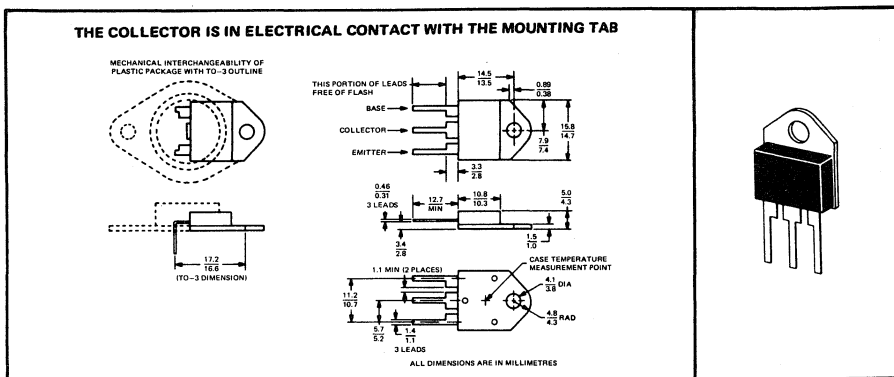 THE COLLECTOR IS IN ELECTRICAL CONTACT WITH THE MOUNTING TAB
MECHANICAL INTERCHANGEABILITY OF
PLASTIC PACKAGE WITH TO-3 OUTLINE
THIS PORTION OF LEADS
FREE OF FLASH
14.5
13.5
0.89
0.38
BASE
COLLECTOR
EMITTER
7.9
7.4
15.8
14.7
3.3
2.8
0.46
0.31
3 LEADS
12.7
MIN
10.8
10.3
5.0
4.3
3.4
2.8
1.5
1.0
17.2
16.6
(TO-3 DIMENSION)
CASE TEMPERATURE
MEASUREMENT POINT
1.1 MIN (2 PLACES)
4.1
3.8 DIA
11.2
10.7
4.8
4.3 RAD
5.7
5.2
1.4
1.1
3 LEADS
ALL DIMENSIONS ARE IN MILLIMETRES